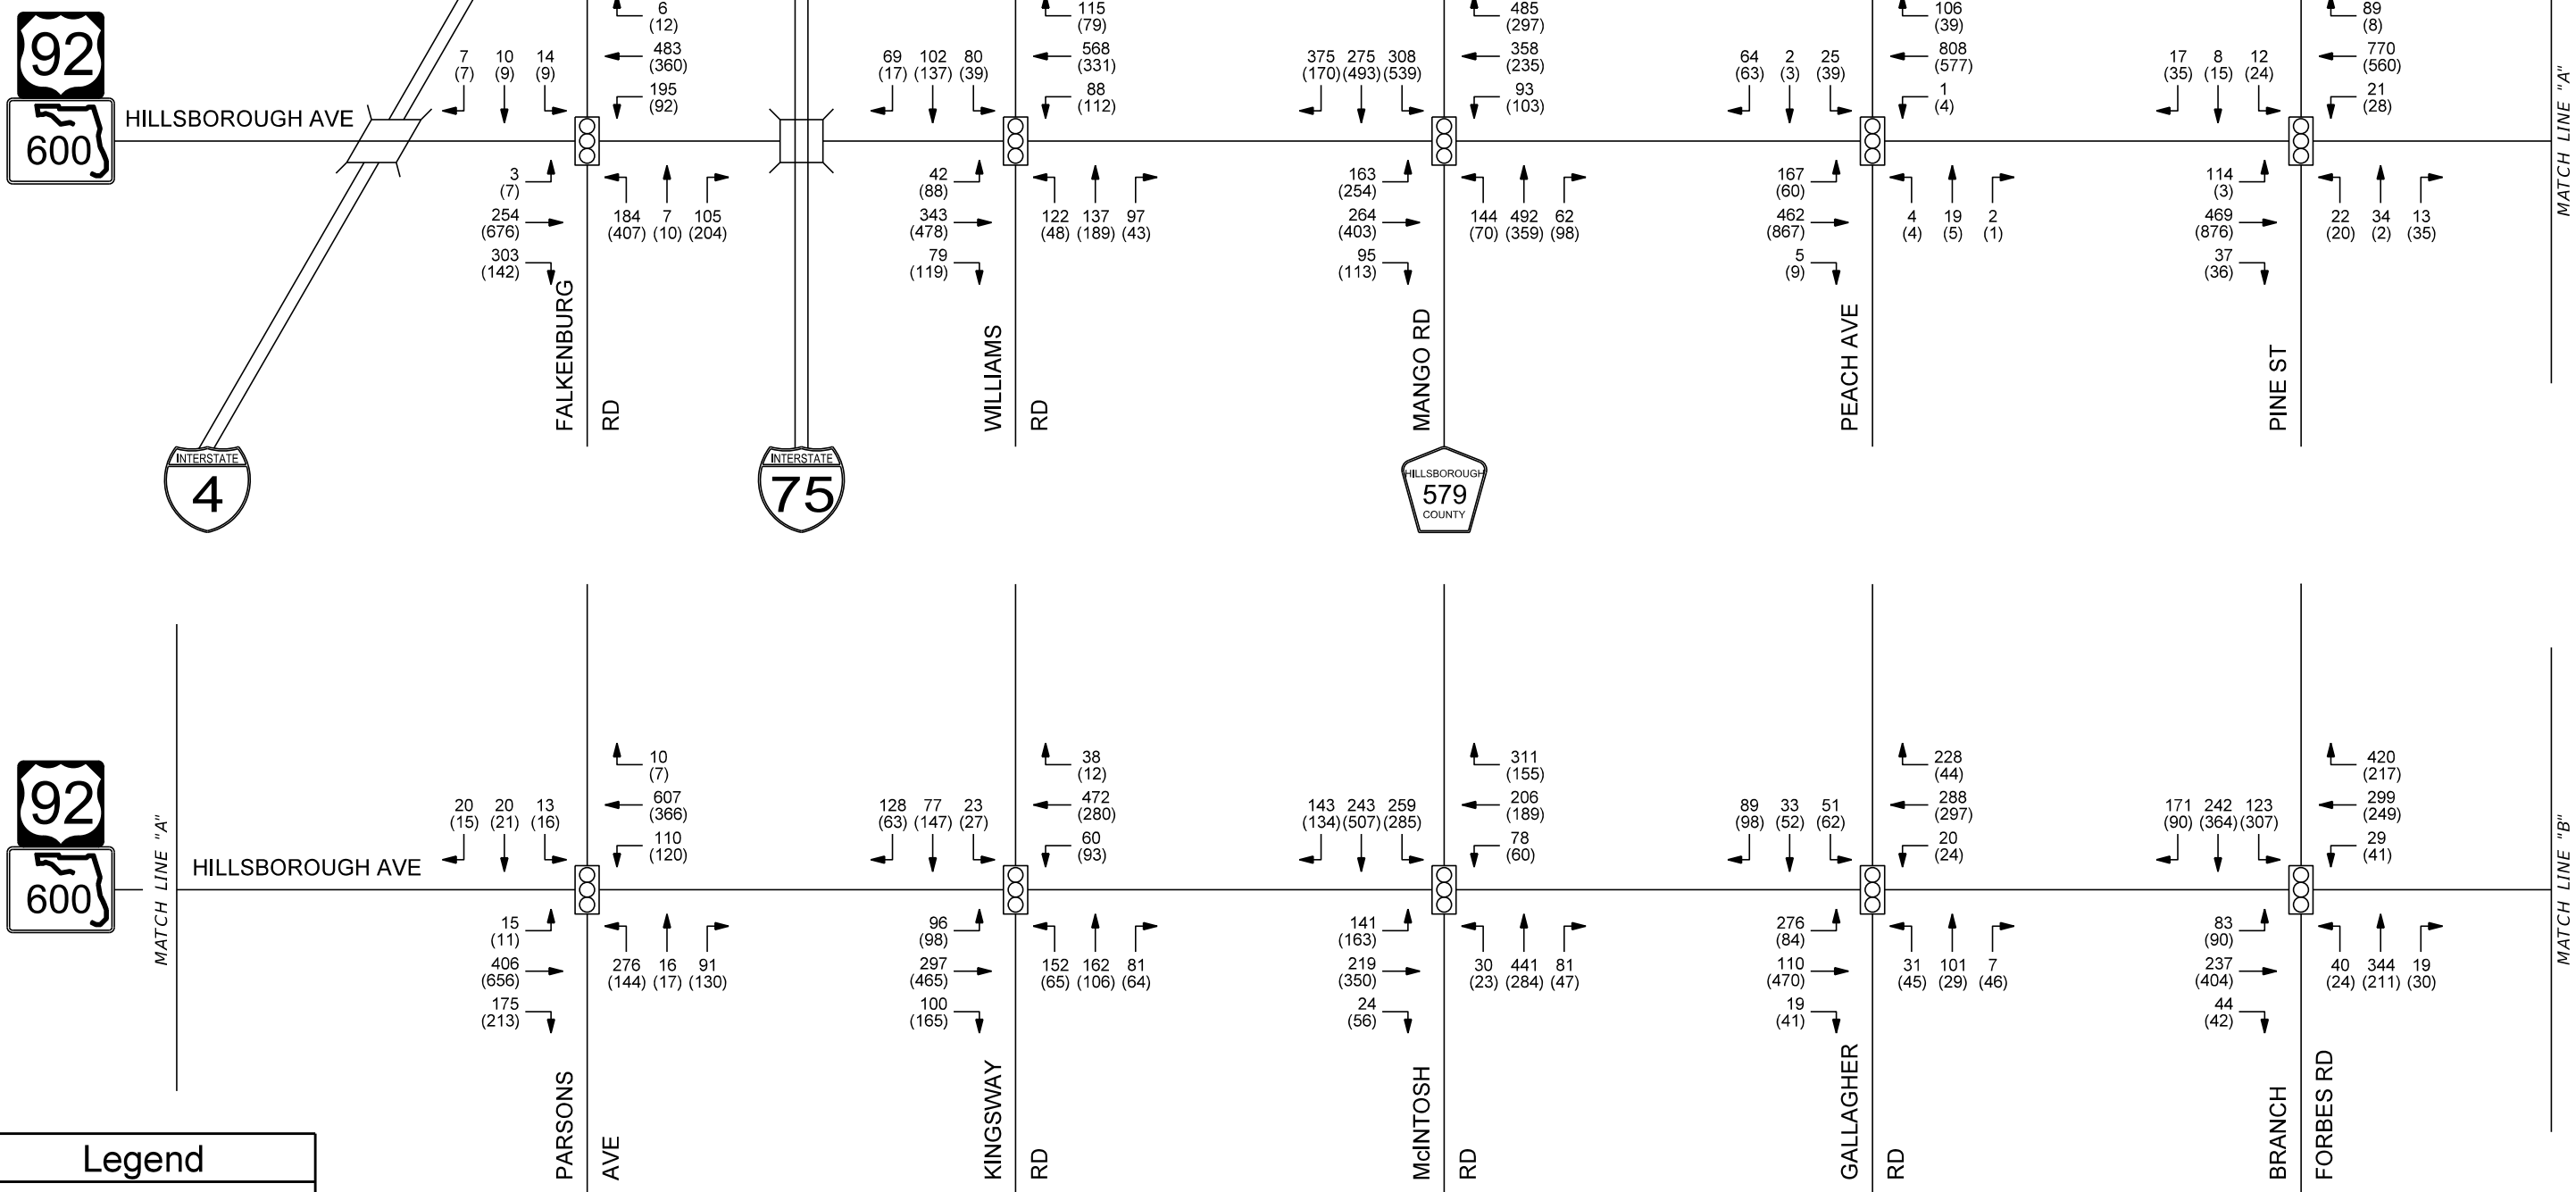 6
(12)
115
(79)
485
(297)
106
(39)
89
(8)
92
7 10 14
(7) (9) (9)
483
(360)
69 102 80
(17) (137) (39)
568
(331)
375 275 308
(170) (493) (539)
358
(235)
64 2 25
(63) (3) (39)
808
(577)
17 8 12
(35) (15) (24)
770
(560)
195
(92)
88
(112)
93
(103)
1
(4)
21
(28)
MATCH LINE "A"
600
HILLSBOROUGH AVE
3
(7)
254
(676)
303
(142)
184 7 105
(407) (10) (204)
42
(88)
343
(478)
79
(119)
122 137 97
(48) (189) (43)
163
(254)
264
(403)
95
(113)
144 492 62
(70) (359) (98)
167
(60)
462
(867)
5
(9)
4 19 2
(4) (5) (1)
114
(3)
469
(876)
37
(36)
22 34 13
(20) (2) (35)
FALKENBURG
RD
WILLIAMS
RD
MANGO RD
PEACH AVE
PINE ST
INTERSTATE
4
INTERSTATE
75
HILLSBOROUGH
579
COUNTY
92
600
MATCH LINE "A"
HILLSBOROUGH AVE
20 20 13
(15) (21) (16)
10
(7)
607
(366)
110
(120)
128 77 23
(63) (147) (27)
38
(12)
472
(280)
60
(93)
143 243 259
(134) (507) (285)
311
(155)
206
(189)
78
(60)
89 33 51
(98) (52) (62)
228
(44)
288
(297)
20
(24)
171 242 123
(90) (364) (307)
420
(217)
299
(249)
29
(41)
MATCH LINE "B"
15
(11)
406
(656)
175
(213)
276 16 91
(144) (17) (130)
96
(98)
297
(465)
100
(165)
152 162 81
(65) (106) (64)
141
(163)
219
(350)
24
(56)
30 441 81
(23) (284) (47)
276
(84)
110
(470)
19
(41)
31 101 7
(45) (29) (46)
83
(90)
237
(404)
44
(42)
40 344 19
(24) (211) (30)
PARSONS
AVE
KINGSWAY
RD
McINTOSH
RD
GALLAGHER
RD
BRANCH
FORBES RD
Legend